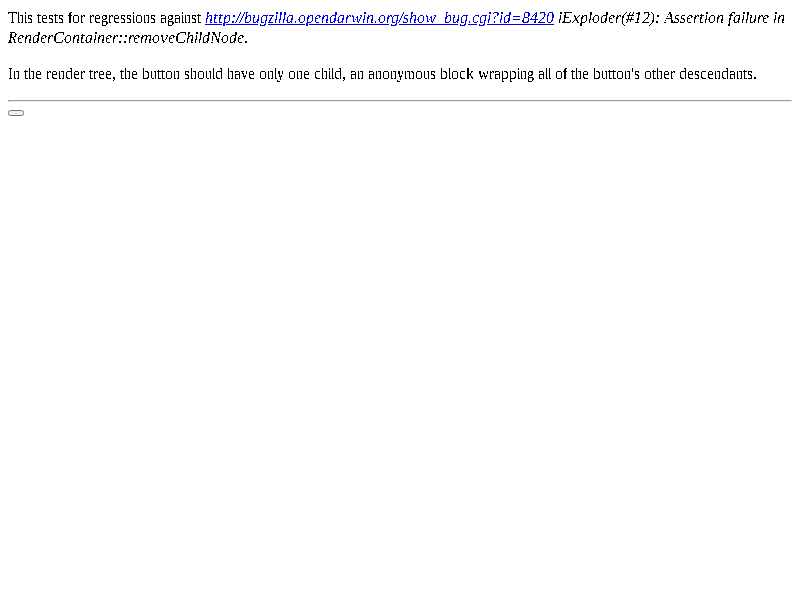 This tests for regressions against http://bugzilla.opendarwin.org/show_bug.cgi?id=8420 iExploder(#12): Assertion failure in
RenderContainer::removeChildNode.
In the render tree, the button should have only one child, an anonymous block wrapping all of the button's other descendants.